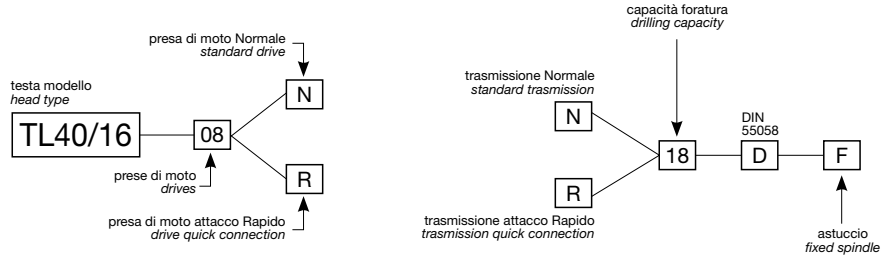 presa di moto Normale
standard drive
N
testa modello
head type
TL40/16
08
prese di moto
drives
R
presa di moto attacco Rapido
drive quick connection
capacità foratura
drilling capacity
trasmissione Normale
standard trasmission
N
DIN
55058
18
D
F
R
trasmissione attacco Rapido
trasmission quick connection
astuccio
fixed spindle